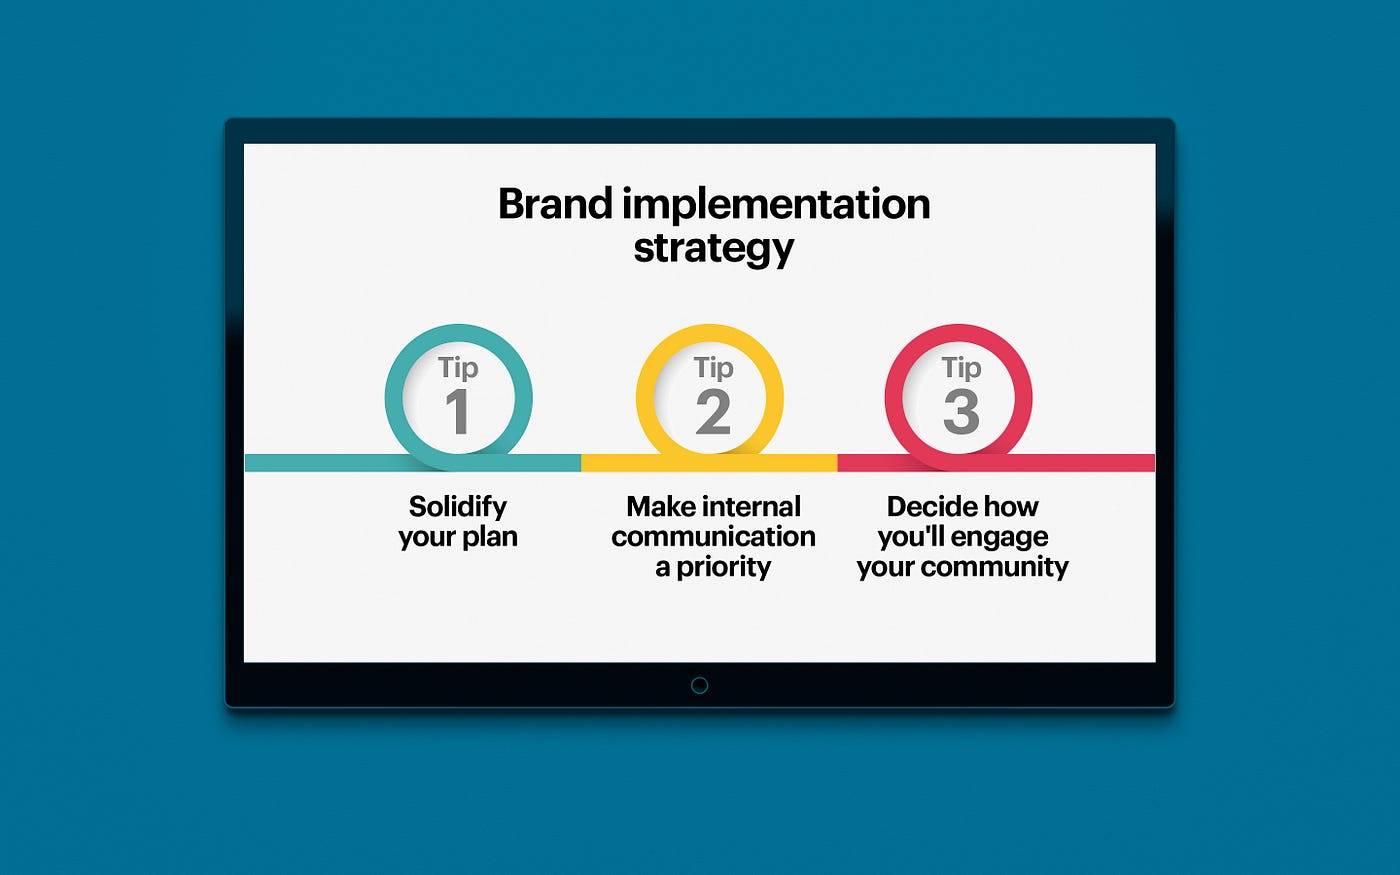 Brand implementation
strategy
Tip
1
Solidify
your plan
Tip
2
Make internal
communication
a priority
Tip
3
Decide how
you'll engage
your community